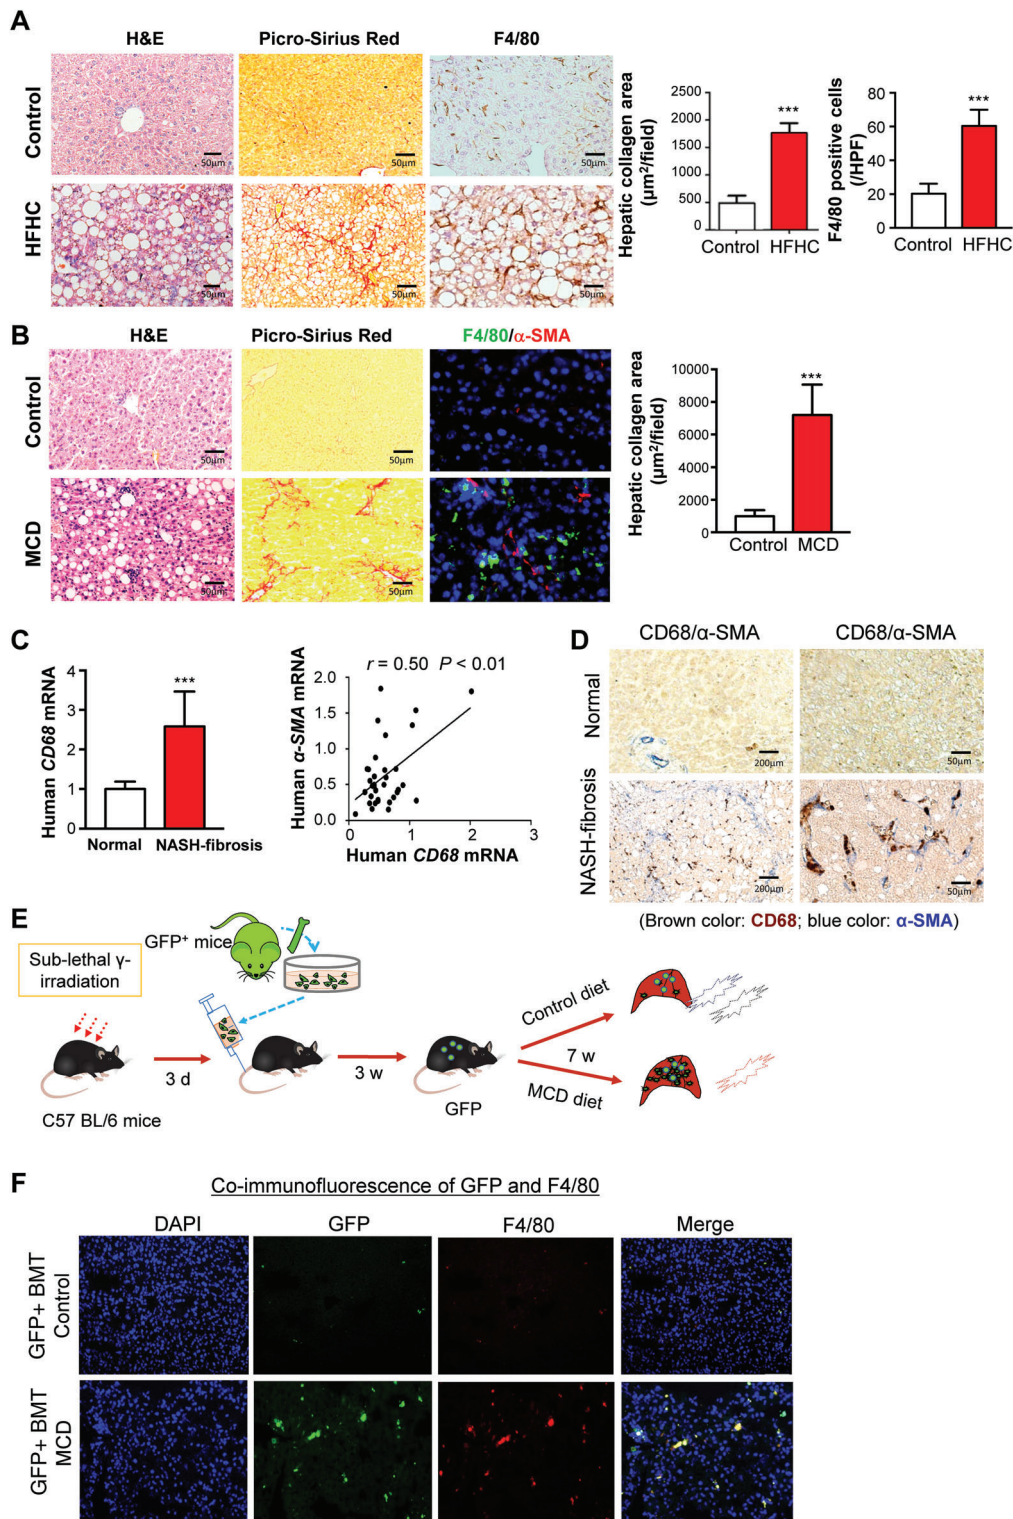 A
H&E
Picro-Sirius Red
F4/80
Control
HFHC
50µm
50µm
50µm
50µm
50µm
50µm
Hepatic collagen area
(µm²/field)
2500
2000
1500
1000
500
0
***
Control HFHC
F4/80 positive cells
(/HPF)
80
60
40
20
0
***
Control HFHC
B
H&E
Picro-Sirius Red
F4/80/α-SMA
Control
MCD
50µm
50µm
50µm
50µm
Hepatic collagen area
(µm²/field)
10000
8000
6000
4000
2000
0
***
Control MCD
C
Human CD68 mRNA
4
3
2
1
0
***
Normal NASH-fibrosis
r = 0.50 P < 0.01
Human α-SMA mRNA
2.0
1.5
1.0
0.5
0.0
0 1 2 3
Human CD68 mRNA
D
CD68/α-SMA
CD68/α-SMA
Normal
NASH-fibrosis
200µm
50µm
200µm
50µm
(Brown color: CD68; blue color: α-SMA)
E
Sub-lethal γ-
irradiation
GFP⁺ mice
C57 BL/6 mice
3 d
3 w
GFP
Control diet
7 w
MCD diet
F
Co-immunofluorescence of GFP and F4/80
DAPI
GFP
F4/80
Merge
GFP+ BMT
Control
GFP+ BMT
MCD